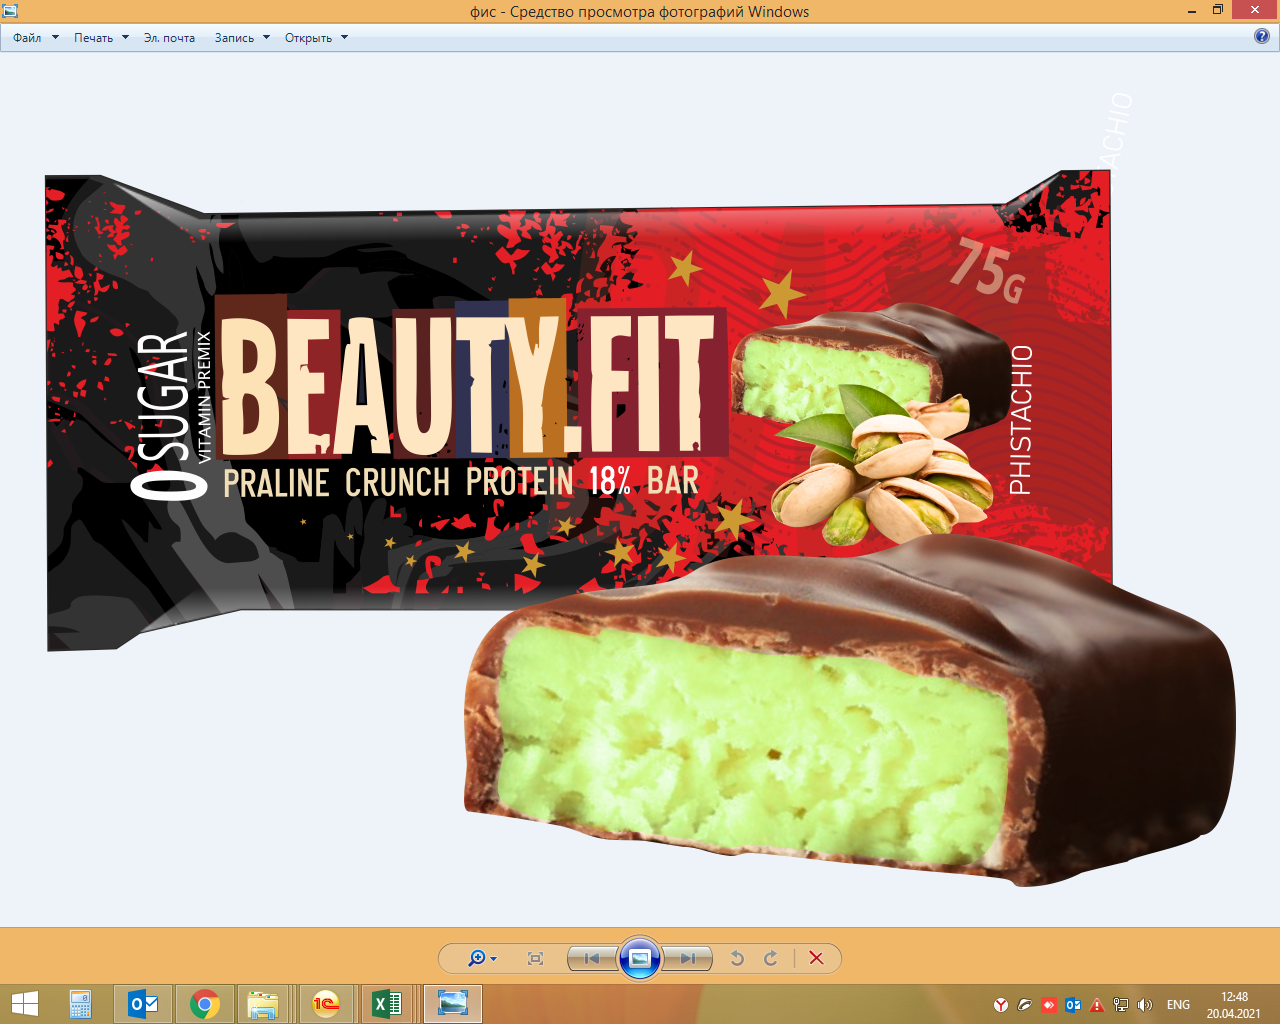 фис - Средство просмотра фотографий Windows
Файл Печать Эл. почта Запись Открыть
ACHIO
75G
0 SUGAR
VITAMIN PREMIX
BEAUTY.FIT
PRALINE CRUNCH PROTEIN 18% BAR
PHISTACHIO
1С
ENG
12:48
20.04.2021